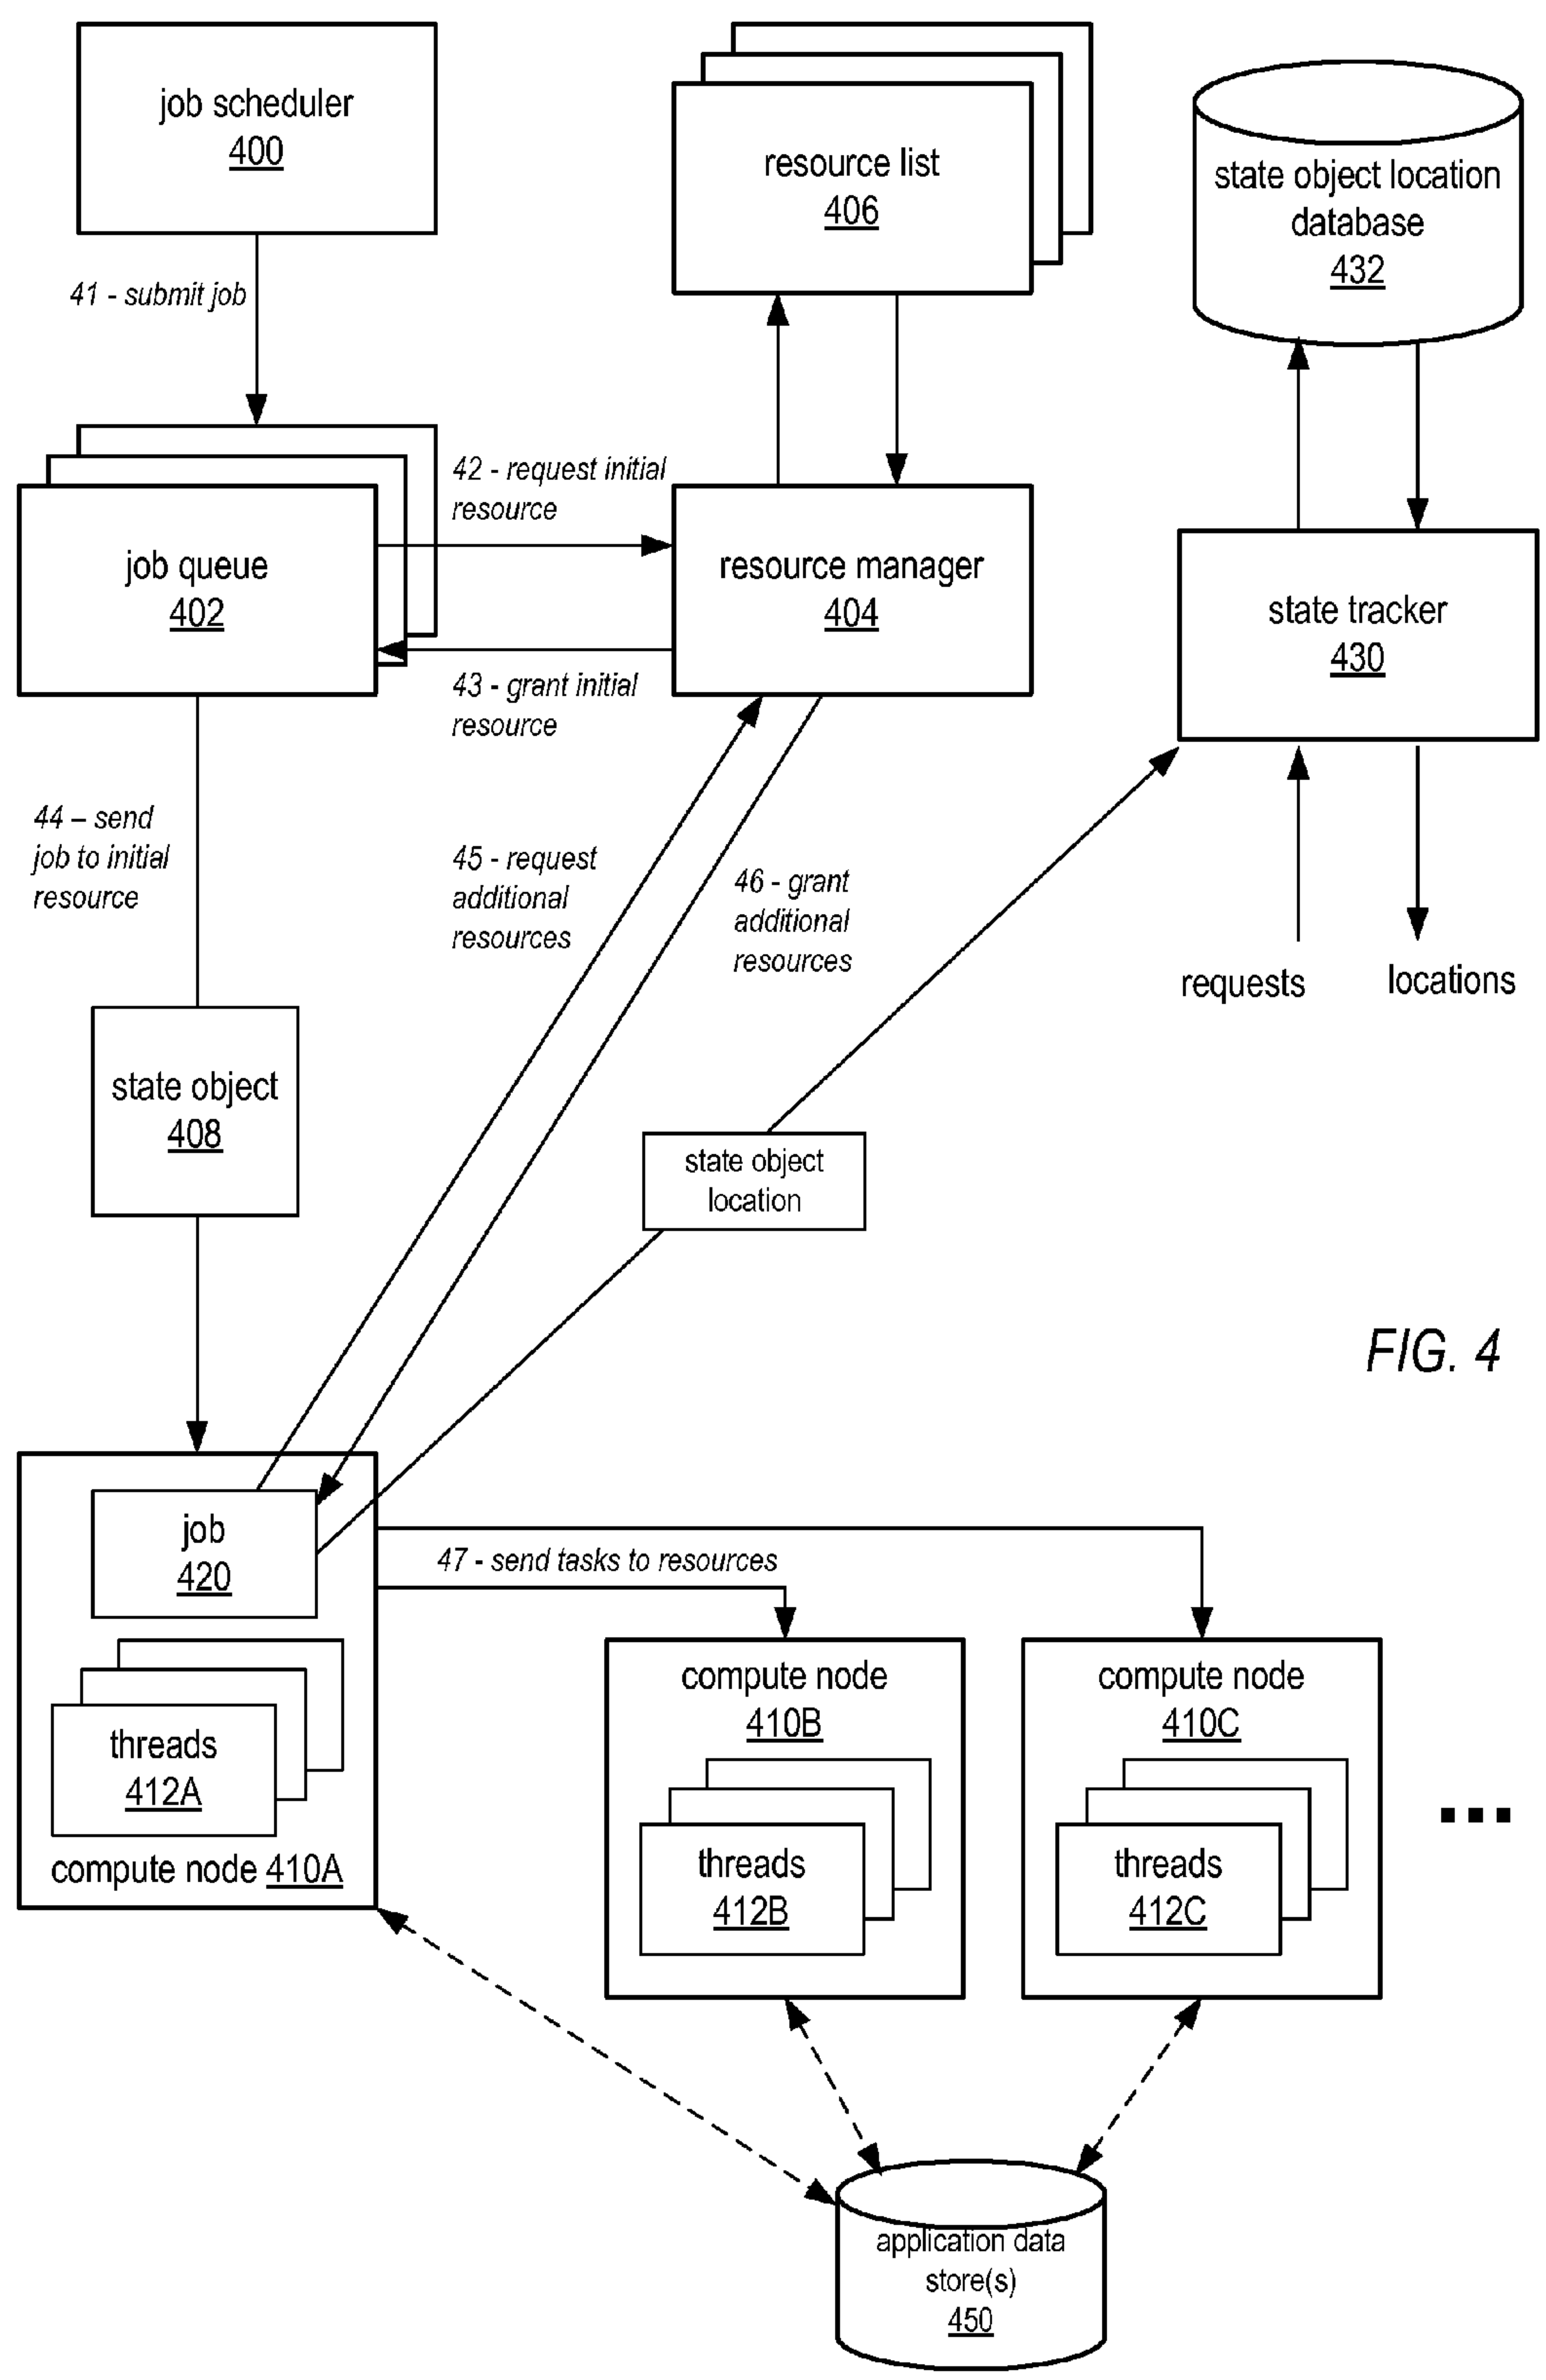 job scheduler
400
resource list
406
state object location
database
432
41 - submit job
42 - request initial
resource
job queue
402
resource manager
404
state tracker
430
43 - grant initial
resource
44 – send
job to initial
resource
45 - request
additional
resources
46 - grant
additional
resources
requests
locations
state object
408
state object
location
FIG. 4
job
420
47 - send tasks to resources
threads
412A
compute node 410A
compute node
410B
threads
412B
compute node
410C
threads
412C
...
application data
store(s)
450